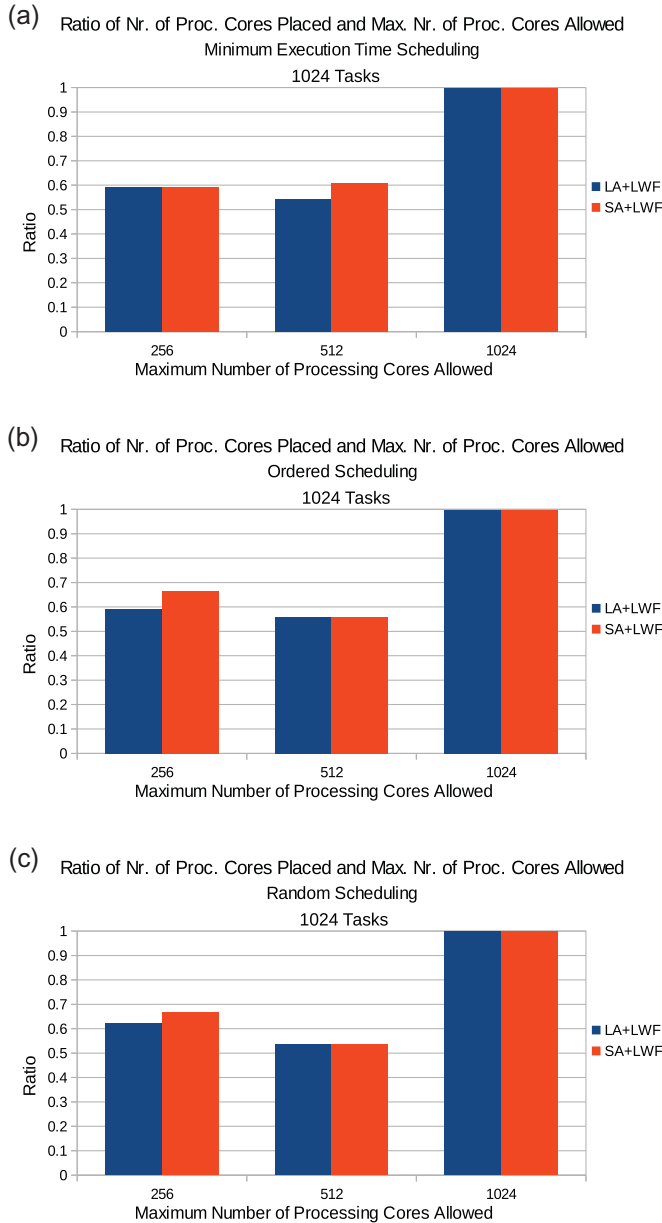 (a)
Ratio of Nr. of Proc. Cores Placed and Max. Nr. of Proc. Cores Allowed
Minimum Execution Time Scheduling
1024 Tasks
1
0.9
0.8
0.7
0.6
0.5
0.4
0.3
0.2
0.1
0
Ratio
256 512 1024
Maximum Number of Processing Cores Allowed
LA+LWF
SA+LWF
(b)
Ratio of Nr. of Proc. Cores Placed and Max. Nr. of Proc. Cores Allowed
Ordered Scheduling
1024 Tasks
1
0.9
0.8
0.7
0.6
0.5
0.4
0.3
0.2
0.1
0
Ratio
256 512 1024
Maximum Number of Processing Cores Allowed
LA+LWF
SA+LWF
(c)
Ratio of Nr. of Proc. Cores Placed and Max. Nr. of Proc. Cores Allowed
Random Scheduling
1024 Tasks
1
0.9
0.8
0.7
0.6
0.5
0.4
0.3
0.2
0.1
0
Ratio
256 512 1024
Maximum Number of Processing Cores Allowed
LA+LWF
SA+LWF